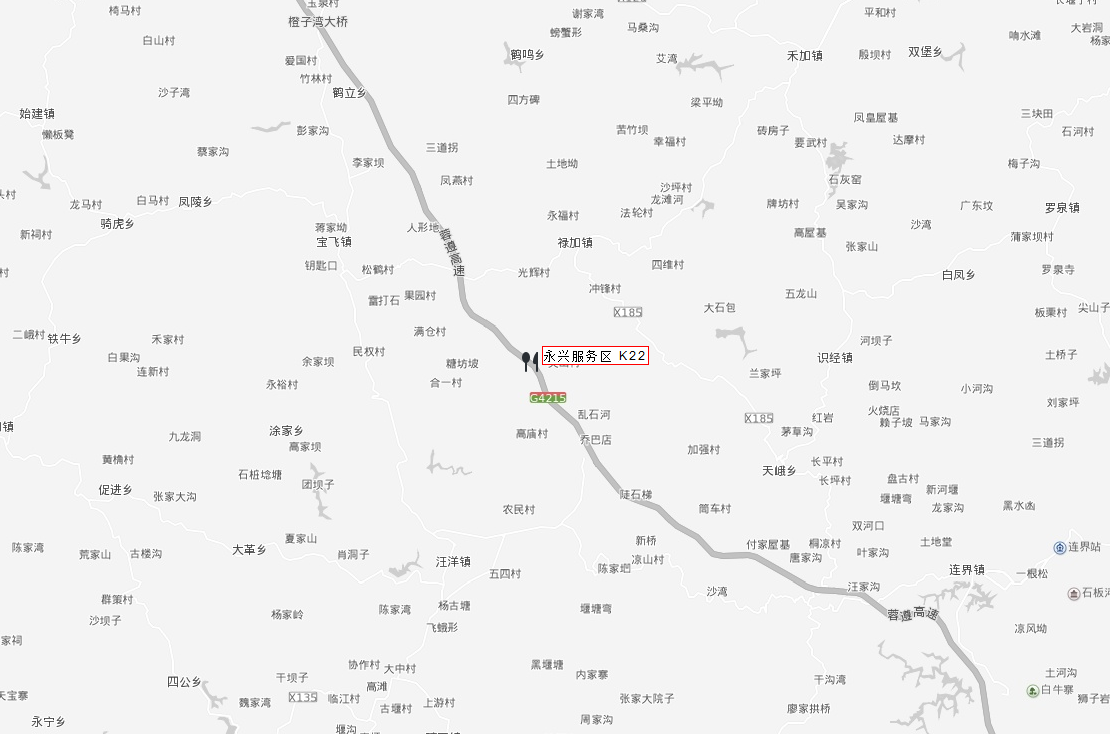 玉泉村
椅马村
谢家湾
平和村
橙子湾大桥
马桑沟
大岩洞
螃蟹形
响水滩
白山村
杨家
鹤鸣乡
艾湾
禾加镇
殷坝村
双堡乡
爱国村
竹林村
沙子湾
鹤立乡
四方碑
梁平坳
始建镇
三块田
凤皇屋基
懒板凳
彭家沟
苦竹坝
砖房子
石河村
幸福村
要武村
达摩村
三道拐
蔡家沟
李家坝
土地坳
梅子沟
凤燕村
石灰窑
沙坪村
头村
龙马村
白马村
凤陵乡
龙滩河
牌坊村
吴家沟
广东坟
罗泉镇
永福村
法轮村
骑虎乡
蒋家坳
人形地
沙湾
新祠村
高屋基
蒲家坝村
宝飞镇
禄加镇
张家山
蓉遵高速
钥匙口
松鹤村
光辉村
四维村
白凤乡
罗泉寺
村
冲锋村
雷打石
果园村
五龙山
大石包
X185
板栗村
尖山子
二峨村
铁牛乡
禾家村
满仓村
河坝子
民权村
永兴服务区 K22
白果沟
余家坝
糖坊坡
识经镇
土桥子
连新村
兰家坪
永裕村
合一村
倒马坎
小河沟
G4215
刘家坪
乱石河
X185
红岩
火烧店
赖子坡
马家沟
涂家乡
九龙洞
高庙村
乔巴店
茅草沟
高家坝
加强村
三道拐
黄桷村
天峨乡
长平村
石桩埝塘
团坝子
长坪村
盘古村
促进乡
张家大沟
陡石梯
堰塘弯
新河堰
农民村
筒车村
龙家沟
黑水凼
双河口
夏家山
新桥
陈家湾
荒家山
古楼沟
大革乡
肖洞子
付家屋基
桐凉村
土地堂
连界站
汪洋镇
凉山村
唐家沟
叶家沟
五四村
连界镇
一根松
沙湾
汪家沟
石板河
群策村
陈家湾
杨古塘
堰塘弯
杨家岭
蓉遵高速
沙坝子
飞蛾形
凉风坳
家祠
协作村
大中村
黑堰塘
内家寨
土河沟
四公乡
干坝子
高滩
干沟湾
白牛寨
天宝寨
X135
临江村
上游村
张家大院子
狮子岩
魏家湾
古堰村
廖家拱桥
永宁乡
周家沟
堰沟